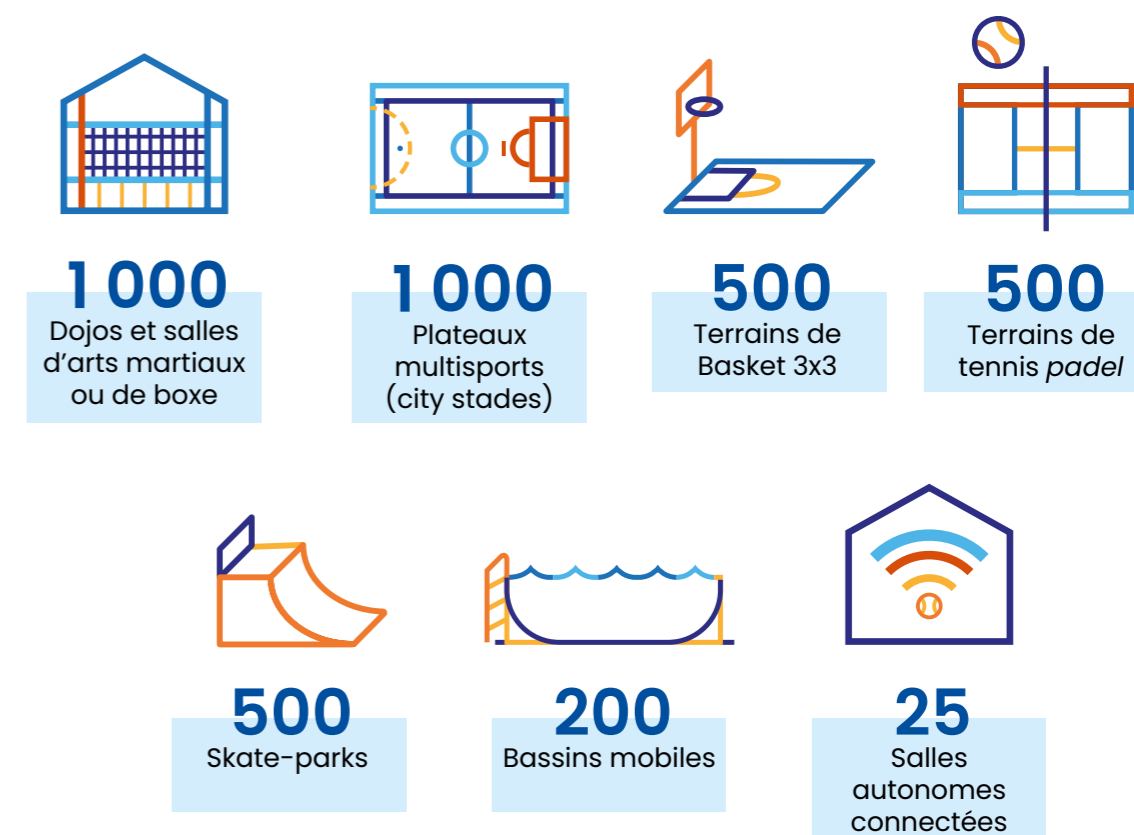 1 000
Dojos et salles
d’arts martiaux
ou de boxe
1 000
Plateaux
multisports
(city stades)
500
Terrains de
Basket 3x3
500
Terrains de
tennis padel
500
Skate-parks
200
Bassins mobiles
25
Salles
autonomes
connectées